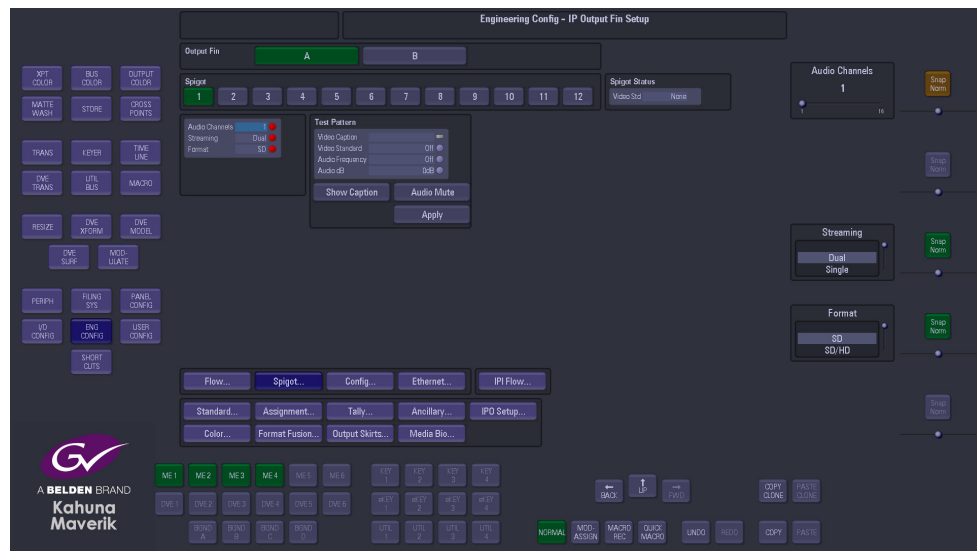 Engineering Config - IP Output Fin Setup
Output Fin
A
B
Spigot
1 2 3 4 5 6 7 8 9 10 11 12
Spigot States
Video Std None
Audio Channels 1
Streaming Dual
Format SD
Test Pattern
Video Caption
Video Standard Off
Audio Frequency Off
Audio dB 0dB
Show Caption
Audio Mute
Apply
Audio Channels
1
1 16
Snap
Norm
Snap
Norm
Streaming
Dual
Single
Snap
Norm
Format
SD
SD/HD
Snap
Norm
Snap
Norm
XPT
COLOR
BUS
COLOR
OUTPUT
COLOR
MATTE
WASH
STORE
CROSS
POINTS
TRANS
KEYER
TIME
LINE
DVE
TRANS
UTIL
BUS
MACRO
RESIZE
DVE
XFORM
DVE
MODEL
DVE
SURF
MOD-
ULATE
PERIPH
FILING
SYS
PANEL
CONFIG
I/O
CONFIG
ENG
CONFIG
USER
CONFIG
SHORT
CUTS
Flow...
Spigot...
Config...
Ethernet...
IPI Flow...
Standard...
Assignment...
Tally...
Ancillary...
IPO Setup...
Color...
Format Fusion...
Output Skirts...
Media Bio...
GV
A BELDEN BRAND
Kahuna
Maverik
ME 1 ME 2 ME 3 ME 4 ME 5 ME 6
DVE 1 DVE 2 DVE 3 DVE 4 DVE 5 DVE 6
BGND
A
BGND
B
BGND
C
BGND
D
KEY
1
KEY
2
KEY
3
KEY
4
eKEY
1
eKEY
2
eKEY
3
eKEY
4
UTIL
1
UTIL
2
UTIL
3
UTIL
4
BACK
UP
FWD
COPY
CLONE
PASTE
CLONE
NORMAL
MOD-
ASSIGN
MACRO
REC
QUICK
MACRO
UNDO
REDO
COPY
PASTE